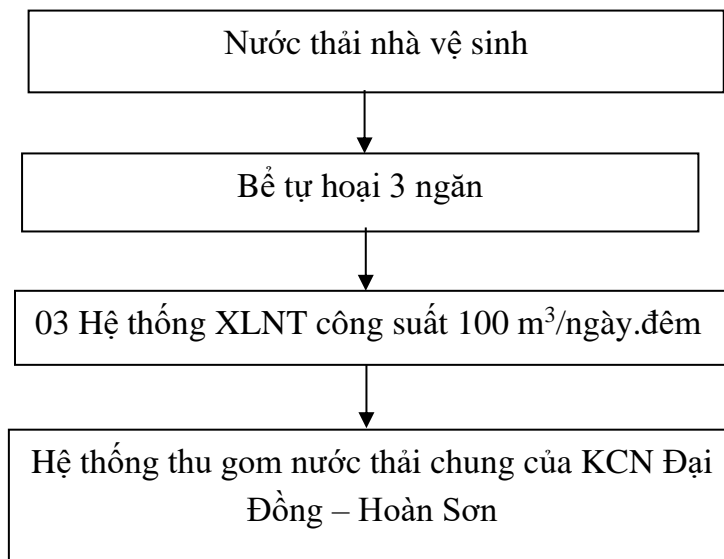 Nước thải nhà vệ sinh
Bể tự hoại 3 ngăn
03 Hệ thống XLNT công suất 100 m³/ngày.đêm
Hệ thống thu gom nước thải chung của KCN Đại
Đồng – Hoàn Sơn